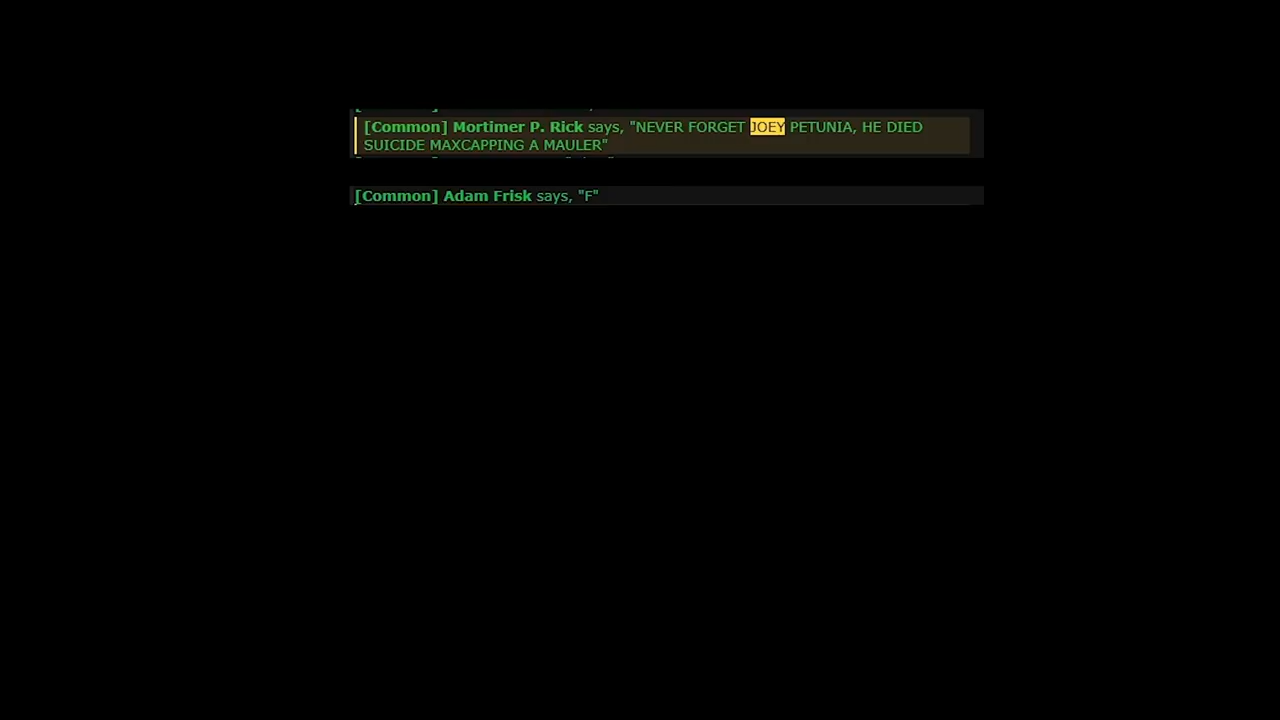 [Common] Mortimer P. Rick says, "NEVER FORGET JOEY PETUNIA, HE DIED
SUICIDE MAXCAPPING A MAULER"
[Common] Adam Frisk says, "F"